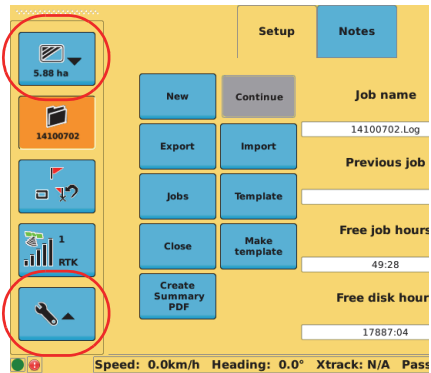 5.88 ha
14100702
1
RTK
Setup
Notes
New
Continue
Export
Import
Jobs
Template
Close
Make
template
Create
Summary
PDF
Job name
14100702.Log
Previous job
Free job hours
49:28
Free disk hour
17887:04
Speed: 0.0km/h Heading: 0.0° Xtrack: N/A Pass